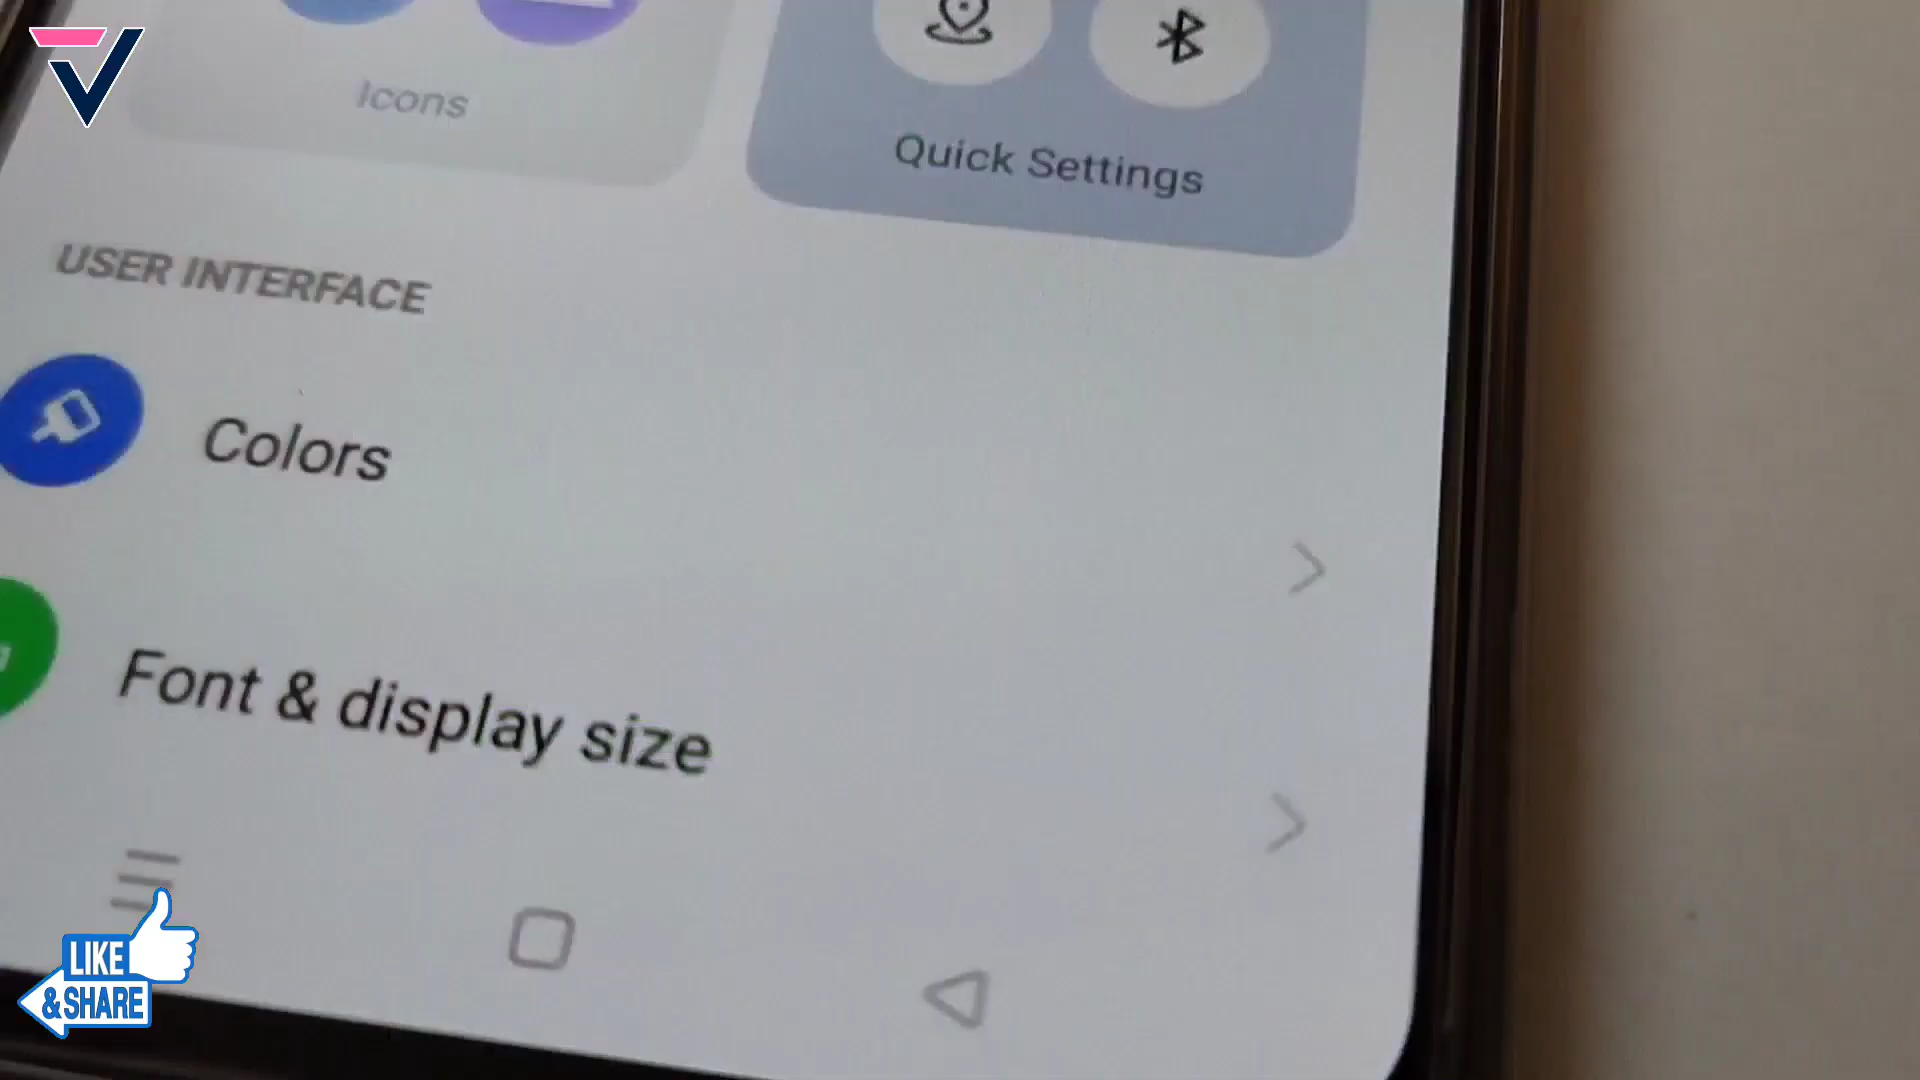 Icons
Quick Settings
USER INTERFACE
Colors
Font & display size
LIKE
& SHARE